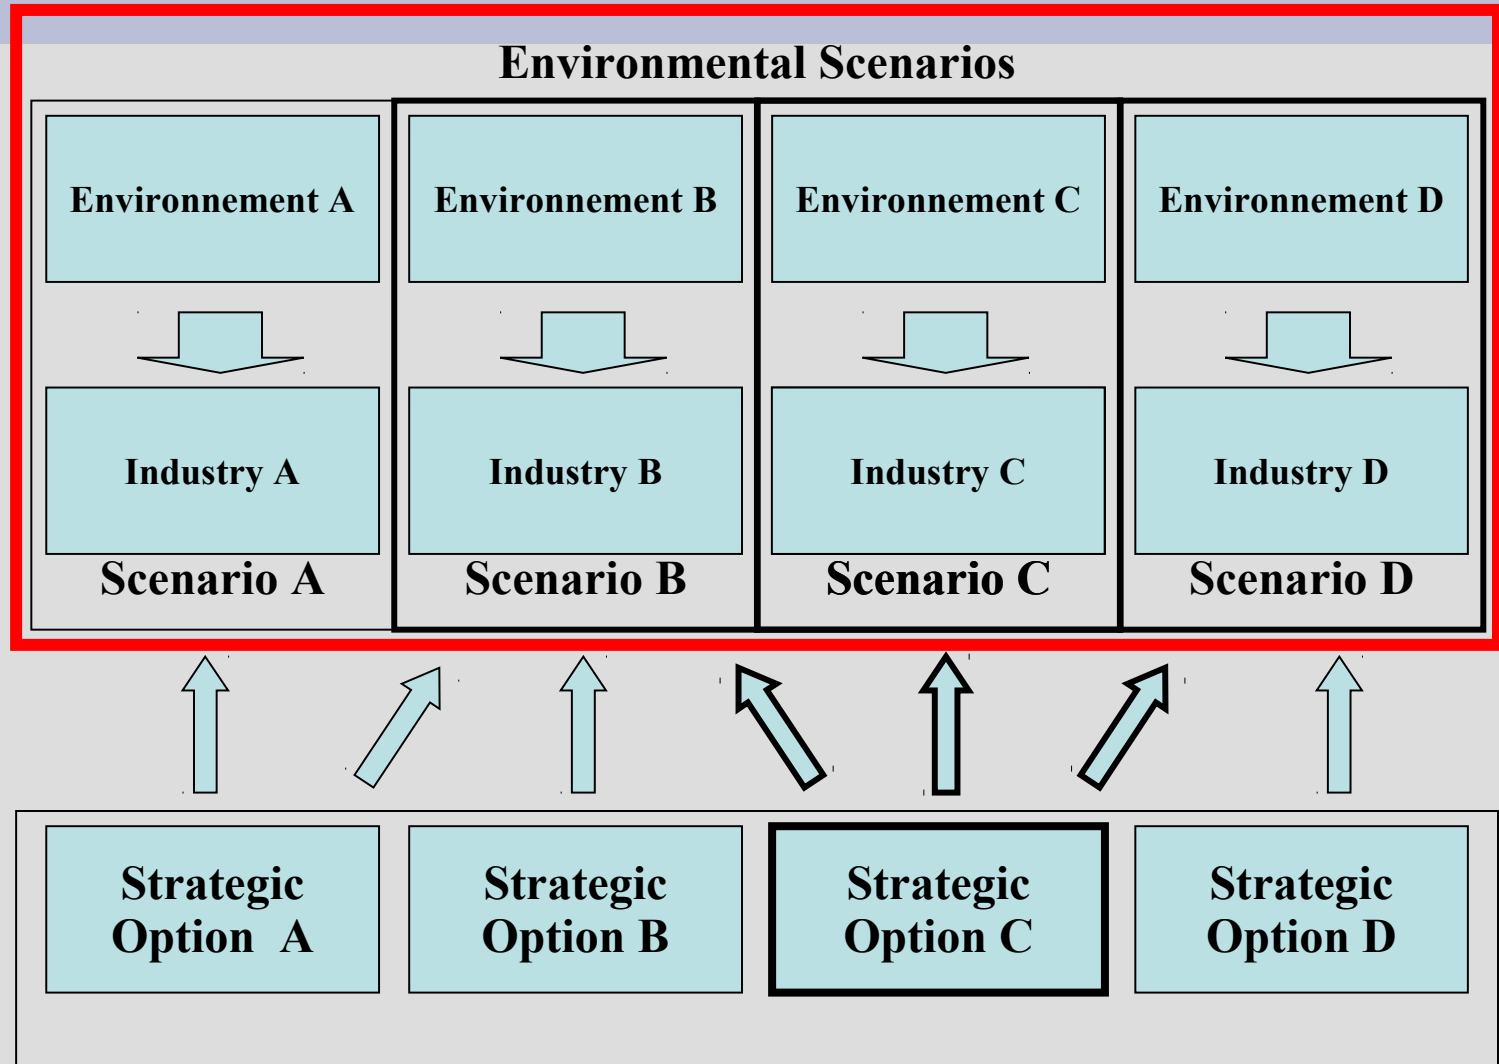 Environmental Scenarios
Environnement A
Environnement B
Environnement C
Environnement D
Industry A
Industry B
Industry C
Industry D
Scenario A
Scenario B
Scenario C
Scenario D
Strategic
Option A
Strategic
Option B
Strategic
Option C
Strategic
Option D